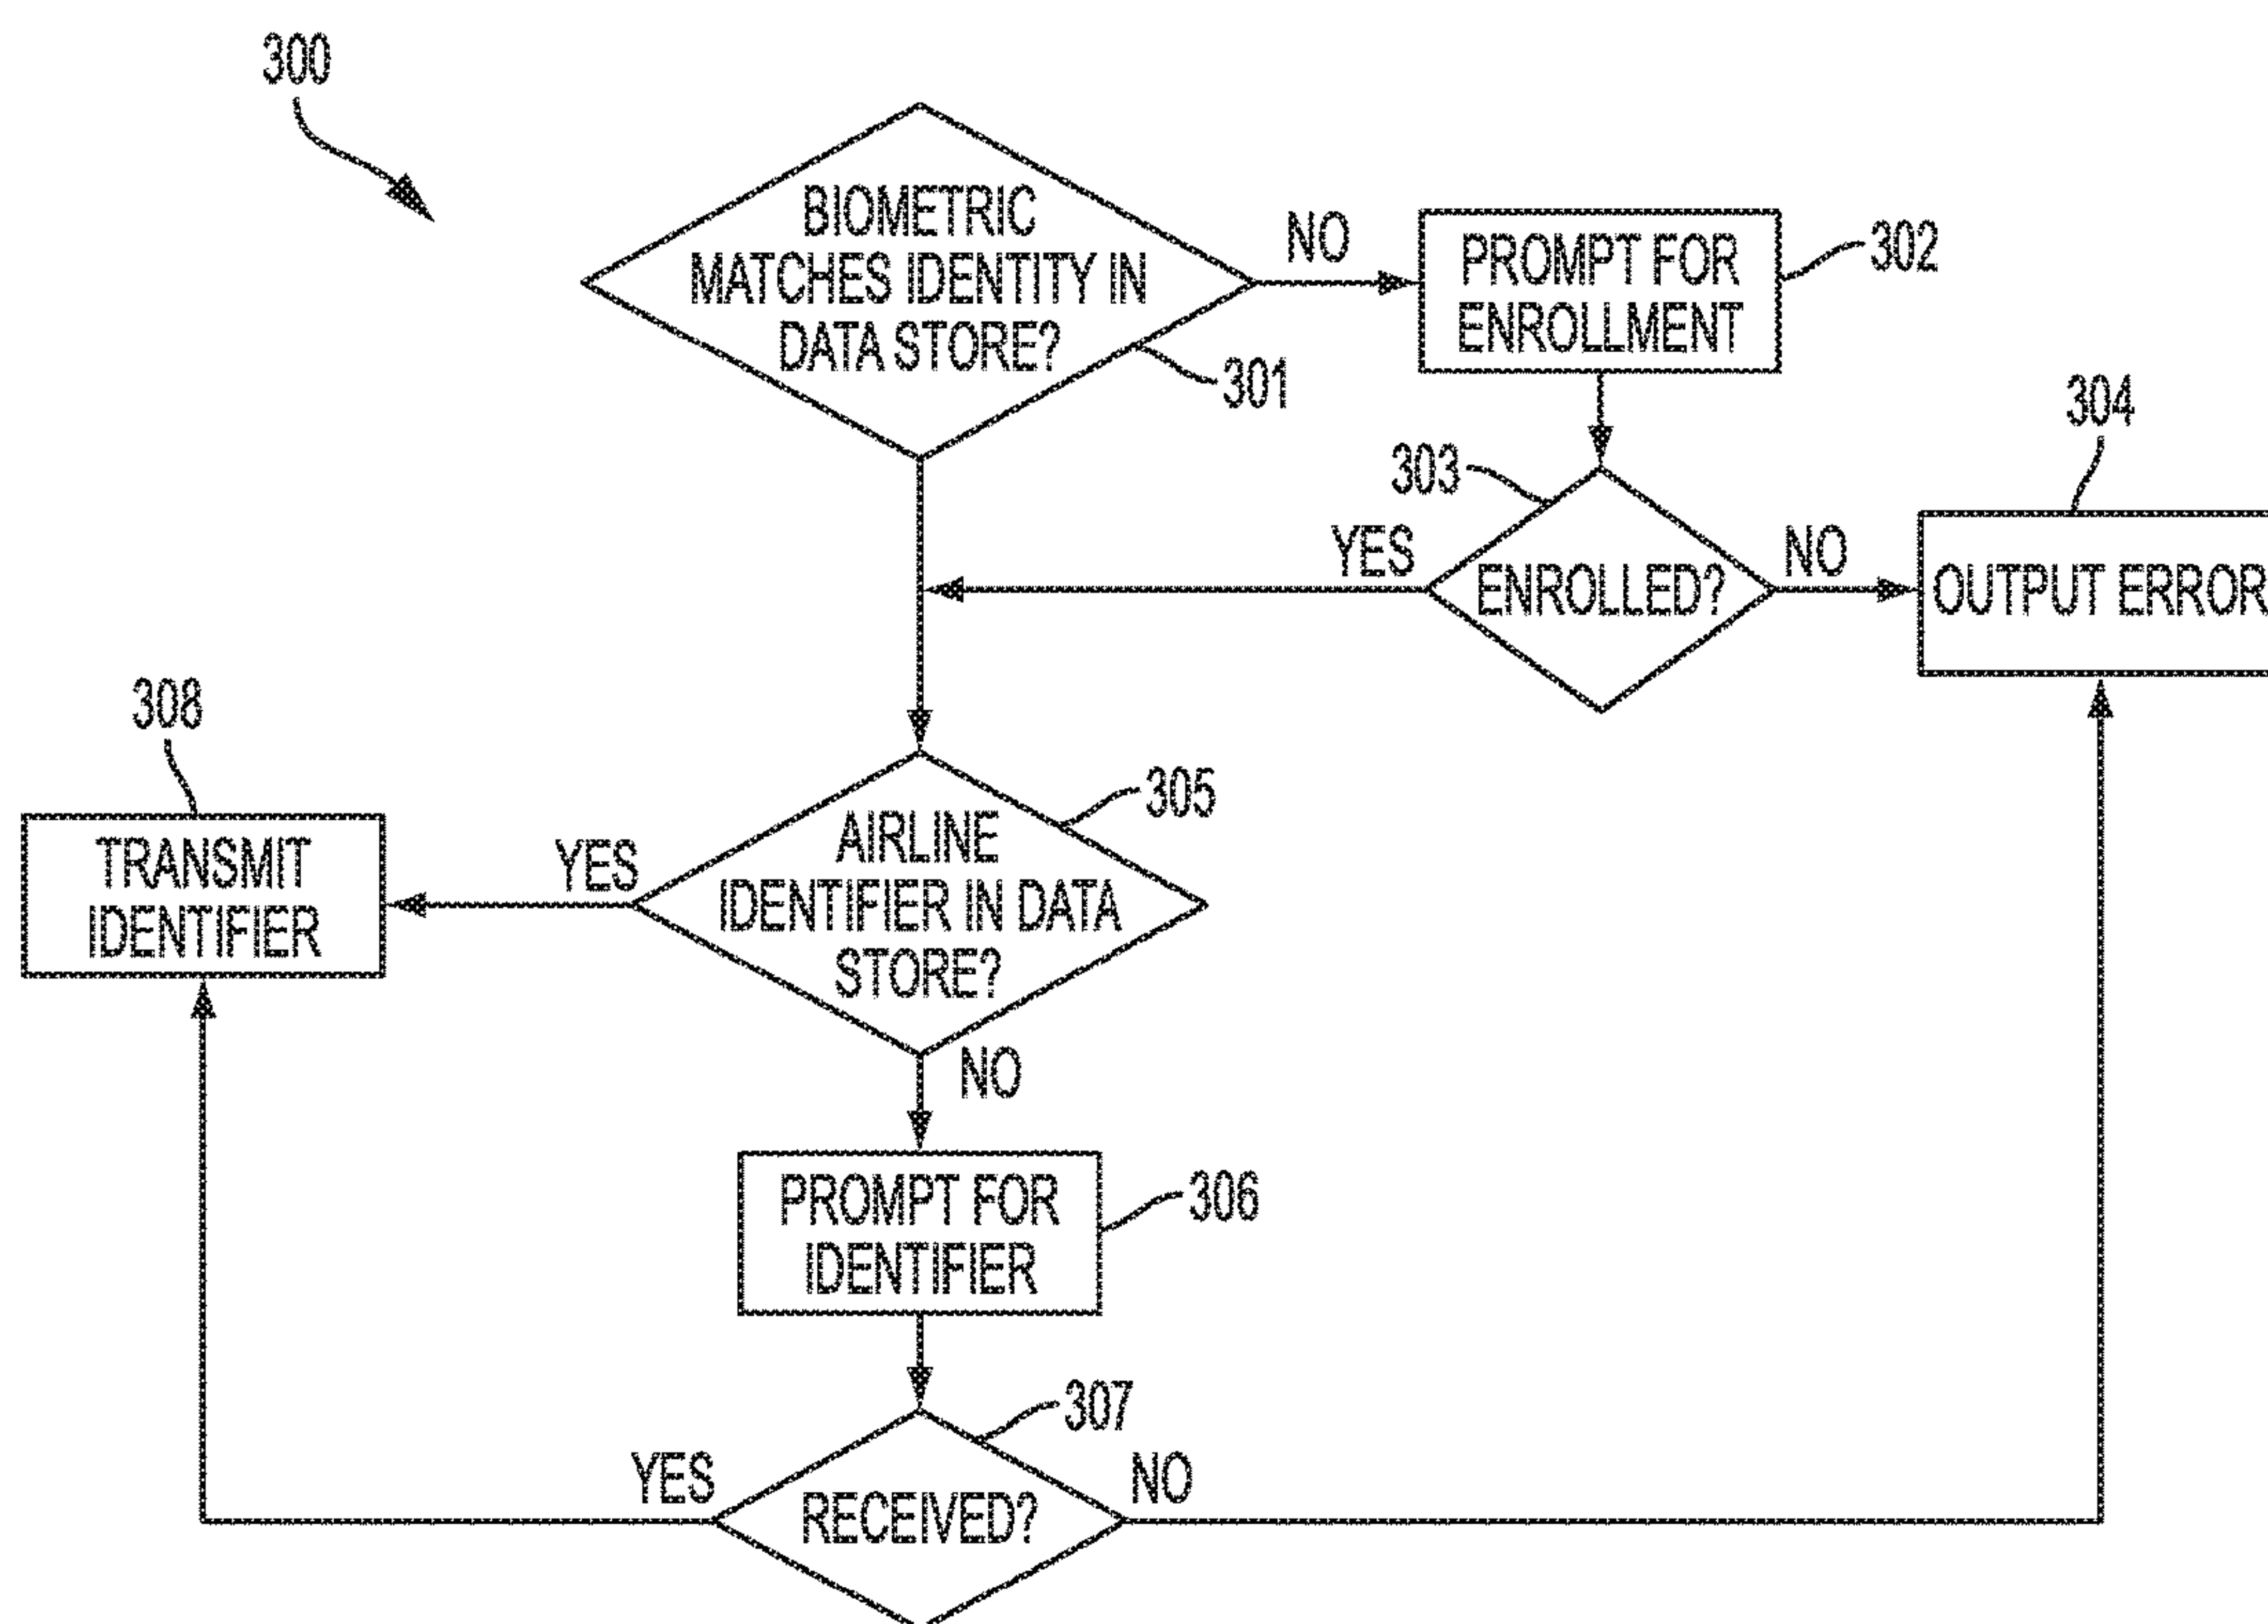 300
BIOMETRIC
MATCHES IDENTITY IN
DATA STORE?
301
NO
PROMPT FOR
ENROLLMENT
302
303
YES
ENROLLED?
NO
304
OUTPUT ERROR
308
TRANSMIT
IDENTIFIER
YES
AIRLINE
IDENTIFIER IN DATA
STORE?
305
NO
PROMPT FOR
IDENTIFIER
306
307
YES
RECEIVED?
NO